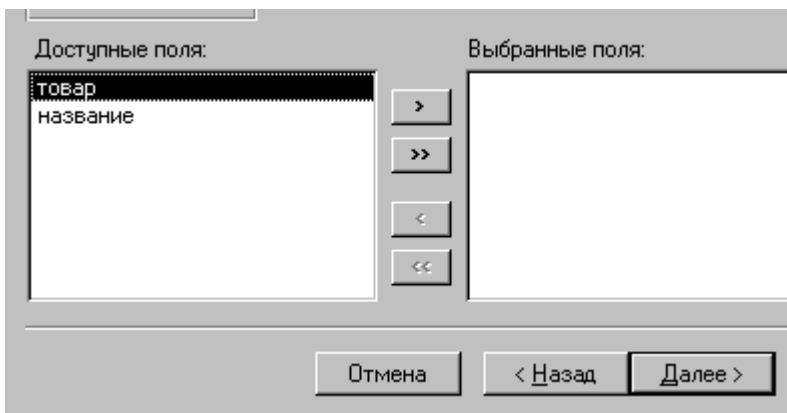 Доступные поля:
Выбранные поля:
товар
название
>
>>
<
<<
Отмена
< Назад
Далее >